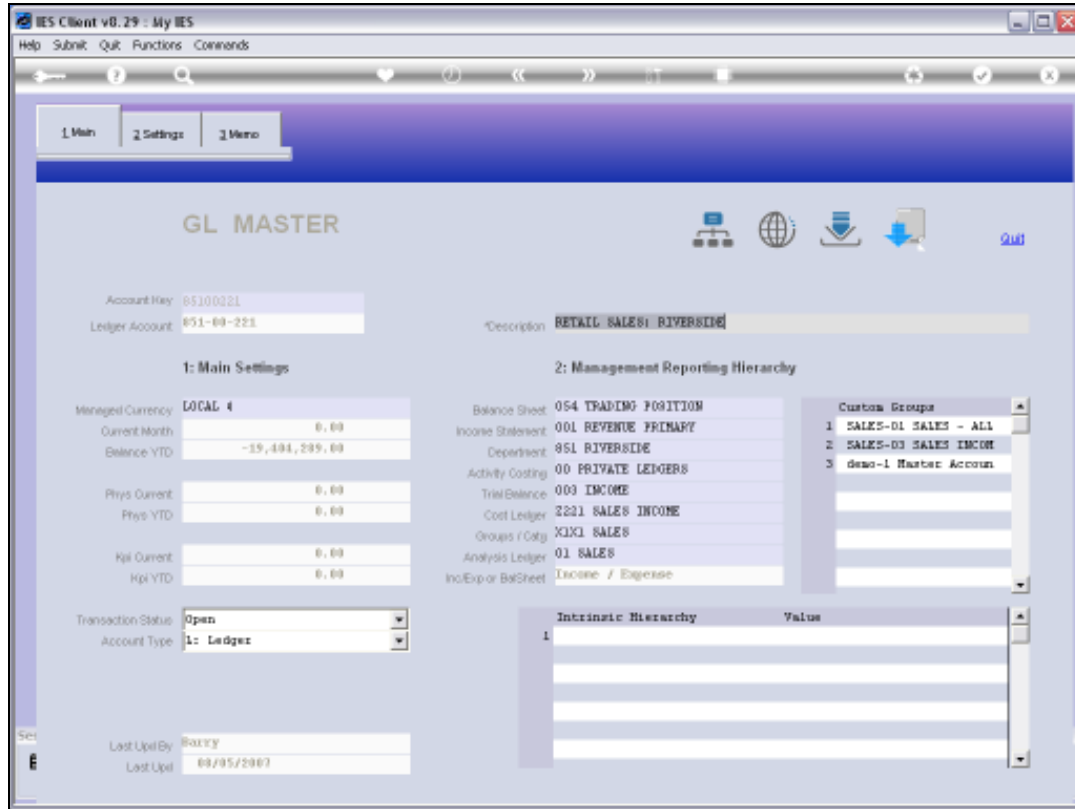 IES Client v8.29 : My IES
Help Submit Quit Functions Commands
1 Main 2 Settings 3 Memo
GL MASTER
Quit
Account Key 05100221
Ledger Account 051-00-221
*Description RETAIL SALES: RIVERSIDE
1: Main Settings
2: Management Reporting Hierarchy
Managed Currency LOCAL
Current Month 0.00
Balance YTD
Phys Current 0.00
Phys YTD 0.00
Kpi Current 0.00
Kpi YTD 0.00
Balance Sheet 054 TRADING POSITION
Income Statement 001 REVENUE PRIMARY
Department 051 RIVERSIDE
Activity Costing 00 PRIVATE LEDGERS
Trial Balance 003 INCOME
Cost Ledger Z221 SALES INCOME
Groups / Catg X1X1 SALES
Analysis Ledger 01 SALES
Inc/Exp or BalSheet Income / Expense
Custom Groups
1 SALES-01 SALES - ALL
2 SALES-03 SALES INCOM
3 demo-1 Master Accoun
Transaction Status Open
Account Type 1: Ledger
Intrinsic Hierarchy Value
1
Last Upd By Barry
Last Upd 08/05/2007